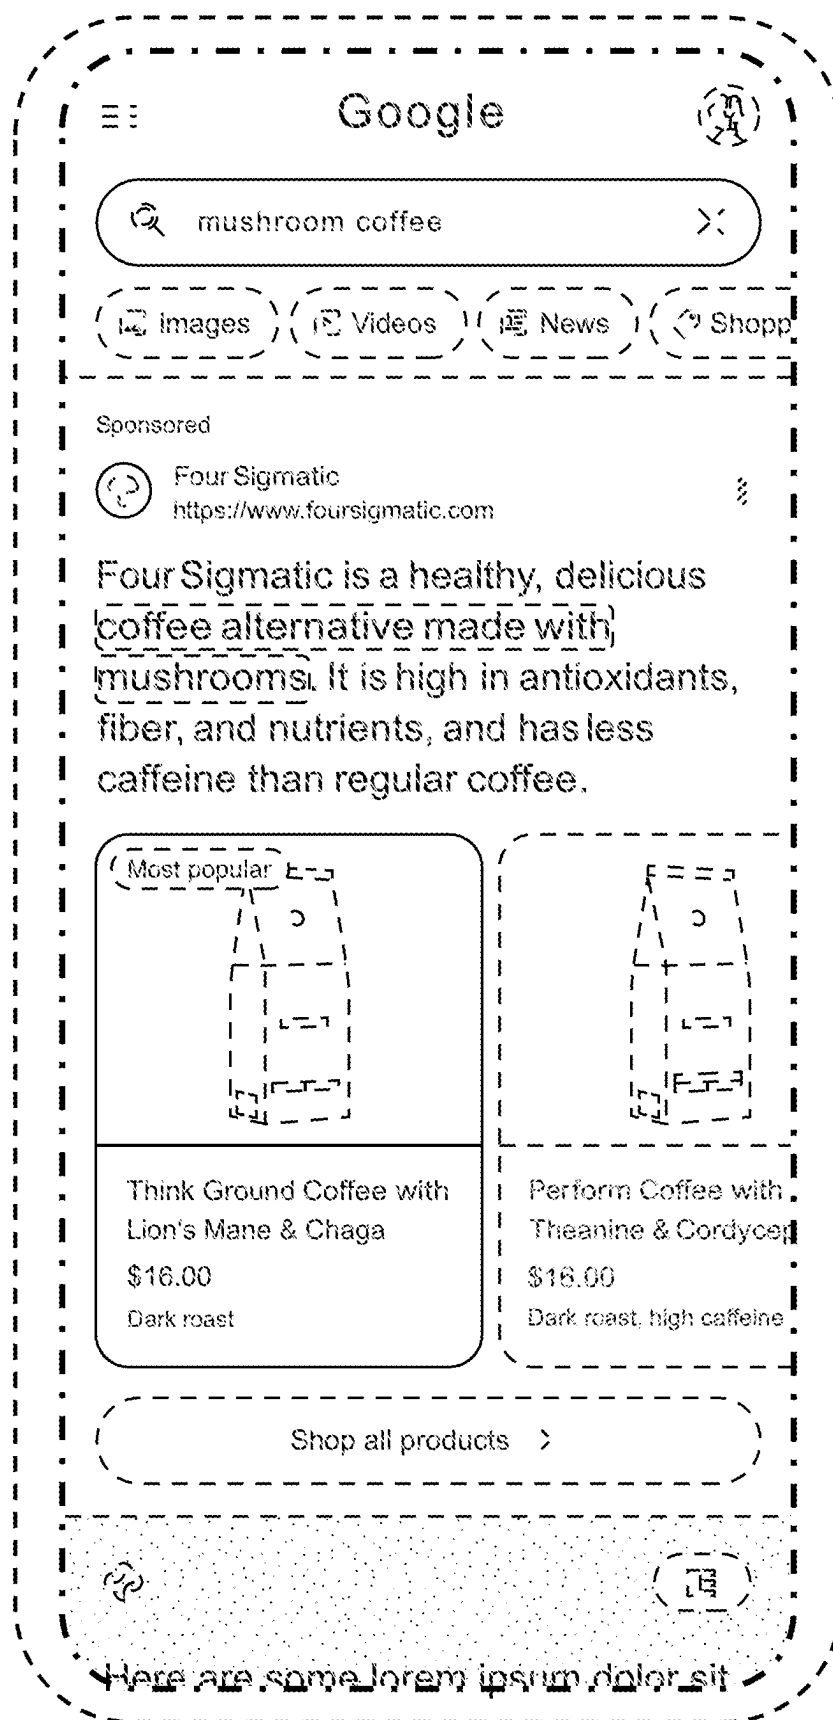 Google
mushroom coffee
Images Videos News Shopp
Sponsored
Four Sigmatic
https://www.foursigmatic.com
Four Sigmatic is a healthy, delicious
coffee alternative made with
mushrooms. It is high in antioxidants,
fiber, and nutrients, and has less
caffeine than regular coffee.
Most popular
Think Ground Coffee with
Lion's Mane & Chaga
$16.00
Dark roast
Perform Coffee with
Theanine & Cordycep
$16.00
Dark roast, high caffeine
Shop all products
Here are some lorem ipsum dolor sit